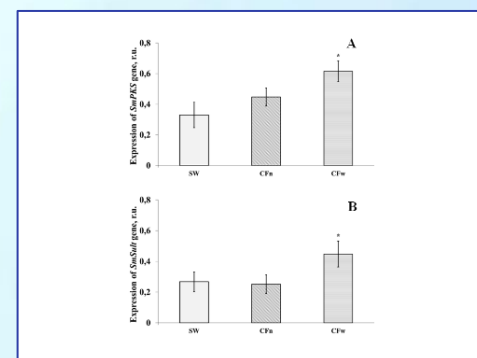 A
Expression of SmPKS gene, r.u.
0,8
0,6
0,4
0,2
0
*
SW
CFn
CFw
B
Expression of SmSult gene, r.u.
0,8
0,6
0,4
0,2
0
*
SW
CFn
CFw